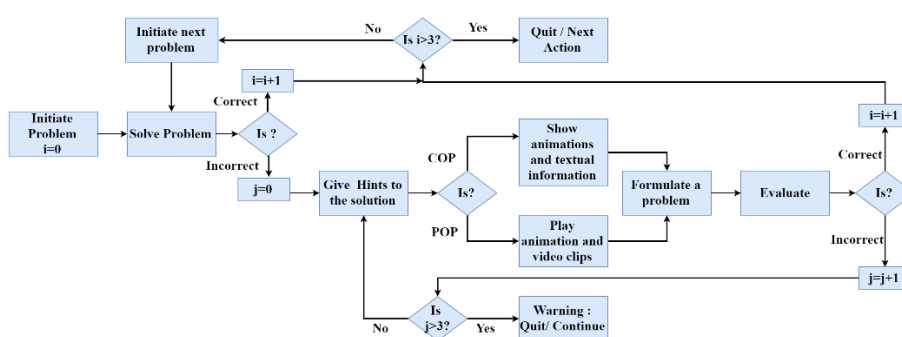 Initiate next
problem
No
Is i>3?
Yes
Quit / Next
Action
i=i+1
Correct
Initiate
Problem
i=0
Solve Problem
Is ?
Incorrect
j=0
Give Hints to
the solution
COP
Is?
POP
Show
animations
and textual
information
Play
animation and
video clips
Formulate a
problem
Evaluate
i=i+1
Correct
Is?
Incorrect
j=j+1
Is
j>3?
No
Yes
Warning :
Quit/ Continue